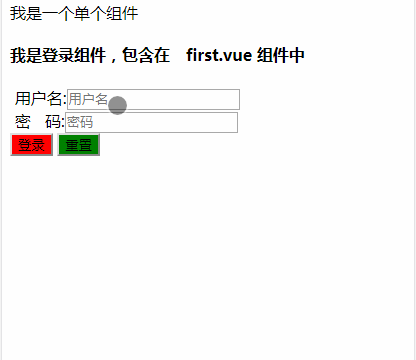 我是一个单个组件
我是登录组件，包含在 first.vue 组件中
用户名:用户名
密 码:密码
登录 重置